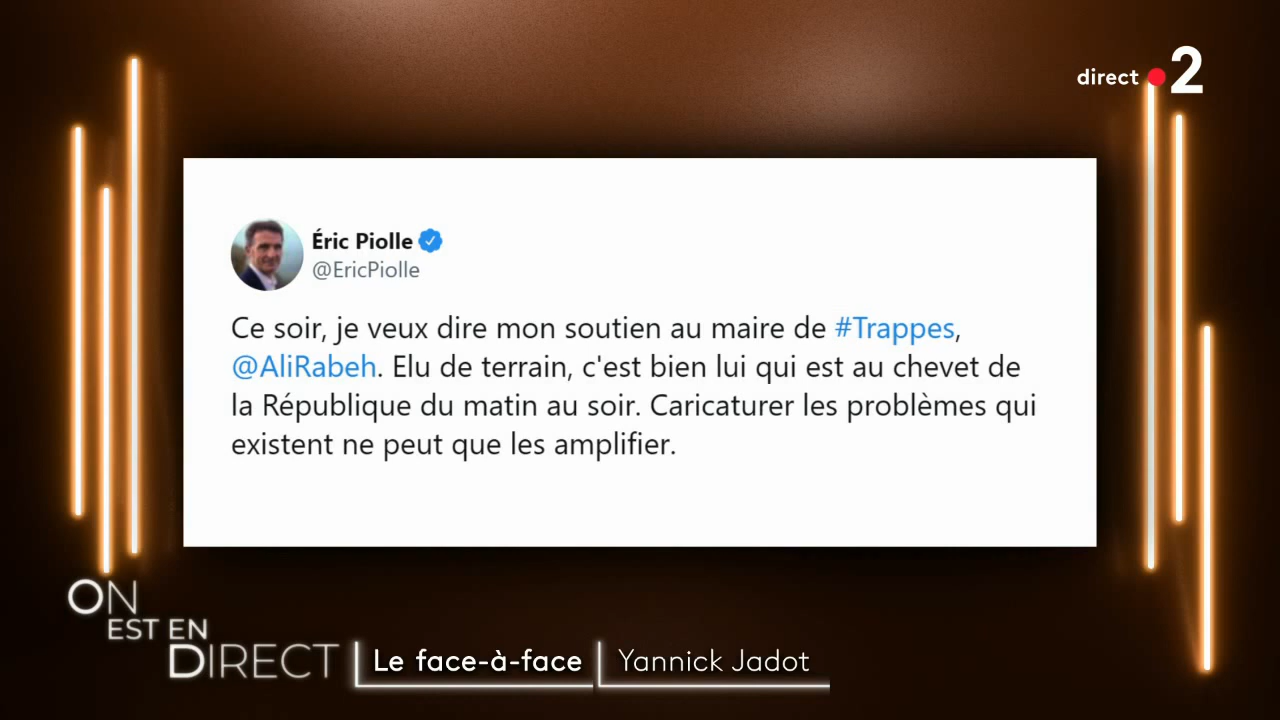 direct 2
Éric Piolle
@EricPiolle
Ce soir, je veux dire mon soutien au maire de #Trappes,
@AliRabeh. Elu de terrain, c'est bien lui qui est au chevet de
la République du matin au soir. Caricaturer les problèmes qui
existent ne peut que les amplifier.
ON
EST EN
DIRECT
Le face-à-face
Yannick Jadot